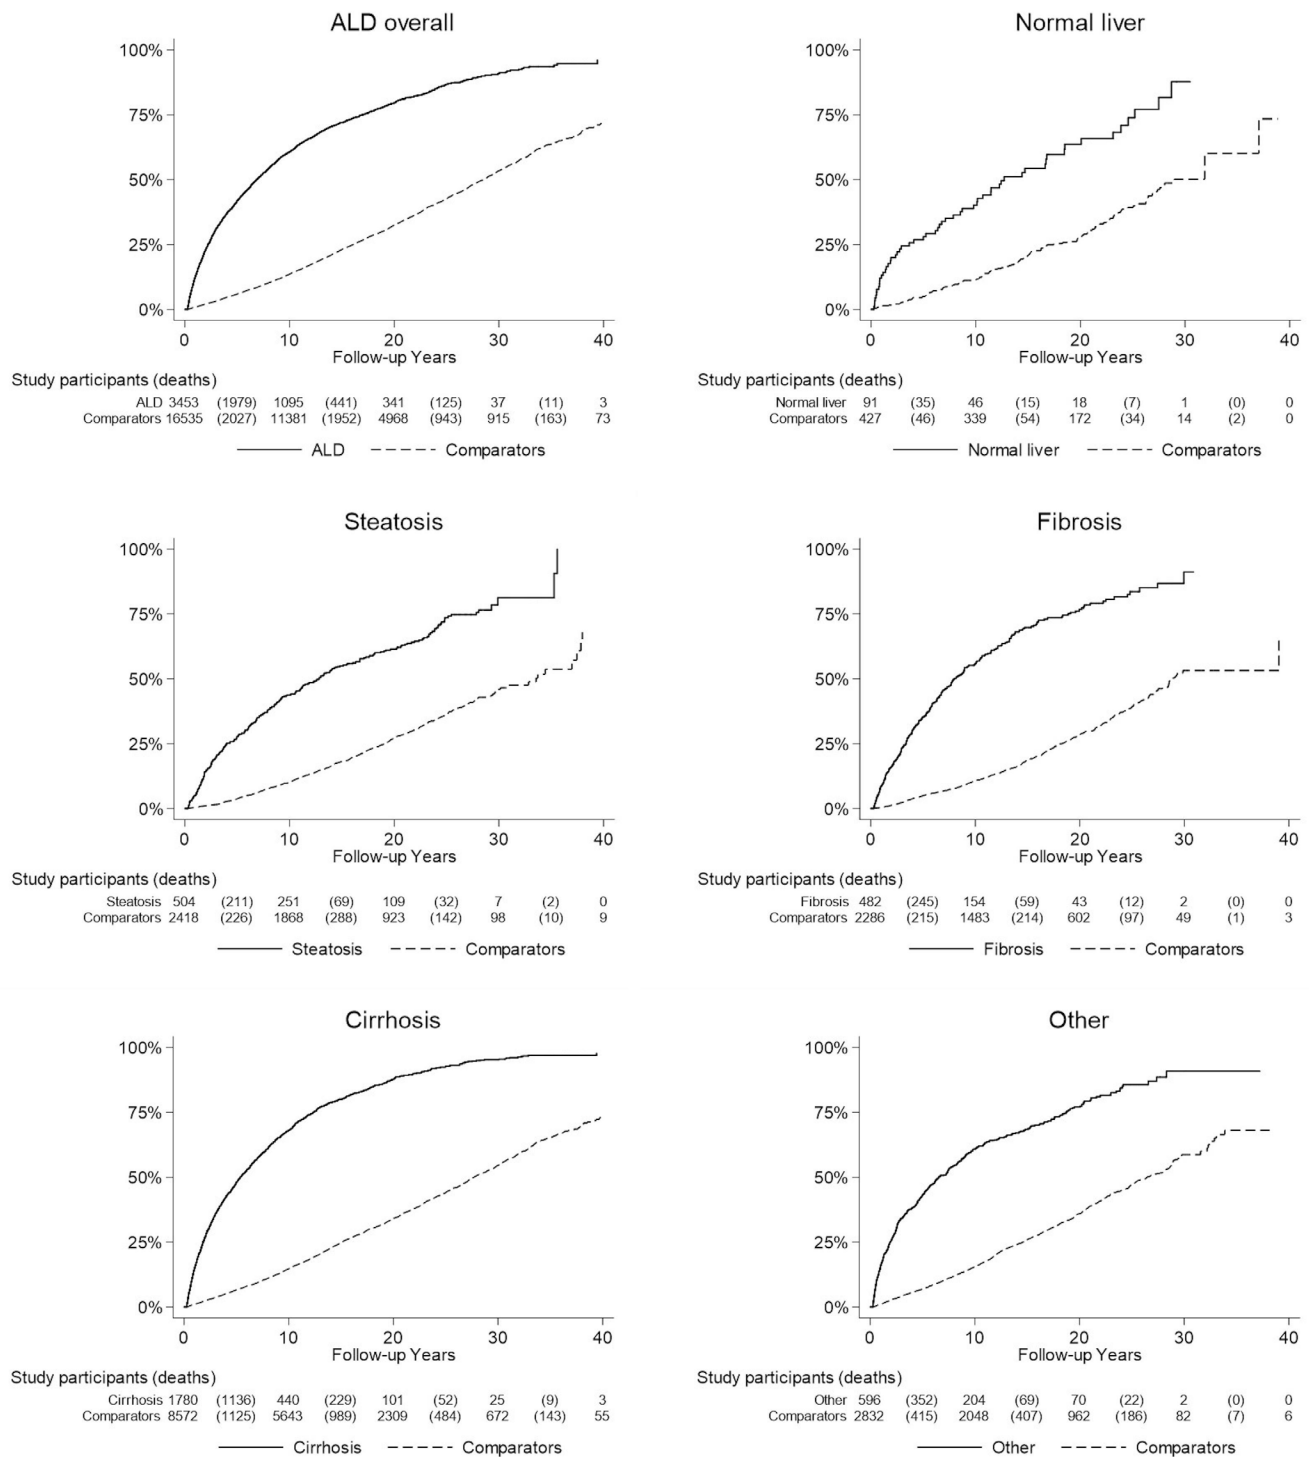 ALD overall
100%
75%
50%
25%
0%
0 10 20 30 40
Follow-up Years
Study participants (deaths)
ALD 3453 (1979) 1095 (441) 341 (125) 37 (11) 3
Comparators 16535 (2027) 11381 (1952) 4968 (943) 915 (163) 73
ALD Comparators
Normal liver
100%
75%
50%
25%
0%
0 10 20 30 40
Follow-up Years
Study participants (deaths)
Normal liver 91 (35) 46 (15) 18 (7) 1 (0) 0
Comparators 427 (46) 339 (54) 172 (34) 14 (2) 0
Normal liver Comparators
Steatosis
100%
75%
50%
25%
0%
0 10 20 30 40
Follow-up Years
Study participants (deaths)
Steatosis 504 (211) 251 (69) 109 (32) 7 (2) 0
Comparators 2418 (226) 1868 (288) 923 (142) 98 (10) 9
Steatosis Comparators
Fibrosis
100%
75%
50%
25%
0%
0 10 20 30 40
Follow-up Years
Study participants (deaths)
Fibrosis 482 (245) 154 (59) 43 (12) 2 (0) 0
Comparators 2286 (215) 1483 (214) 602 (97) 49 (1) 3
Fibrosis Comparators
Cirrhosis
100%
75%
50%
25%
0%
0 10 20 30 40
Follow-up Years
Study participants (deaths)
Cirrhosis 1780 (1136) 440 (229) 101 (52) 25 (9) 3
Comparators 8572 (1125) 5643 (989) 2309 (484) 672 (143) 55
Cirrhosis Comparators
Other
100%
75%
50%
25%
0%
0 10 20 30 40
Follow-up Years
Study participants (deaths)
Other 596 (352) 204 (69) 70 (22) 2 (0) 0
Comparators 2832 (415) 2048 (407) 962 (186) 82 (7) 6
Other Comparators